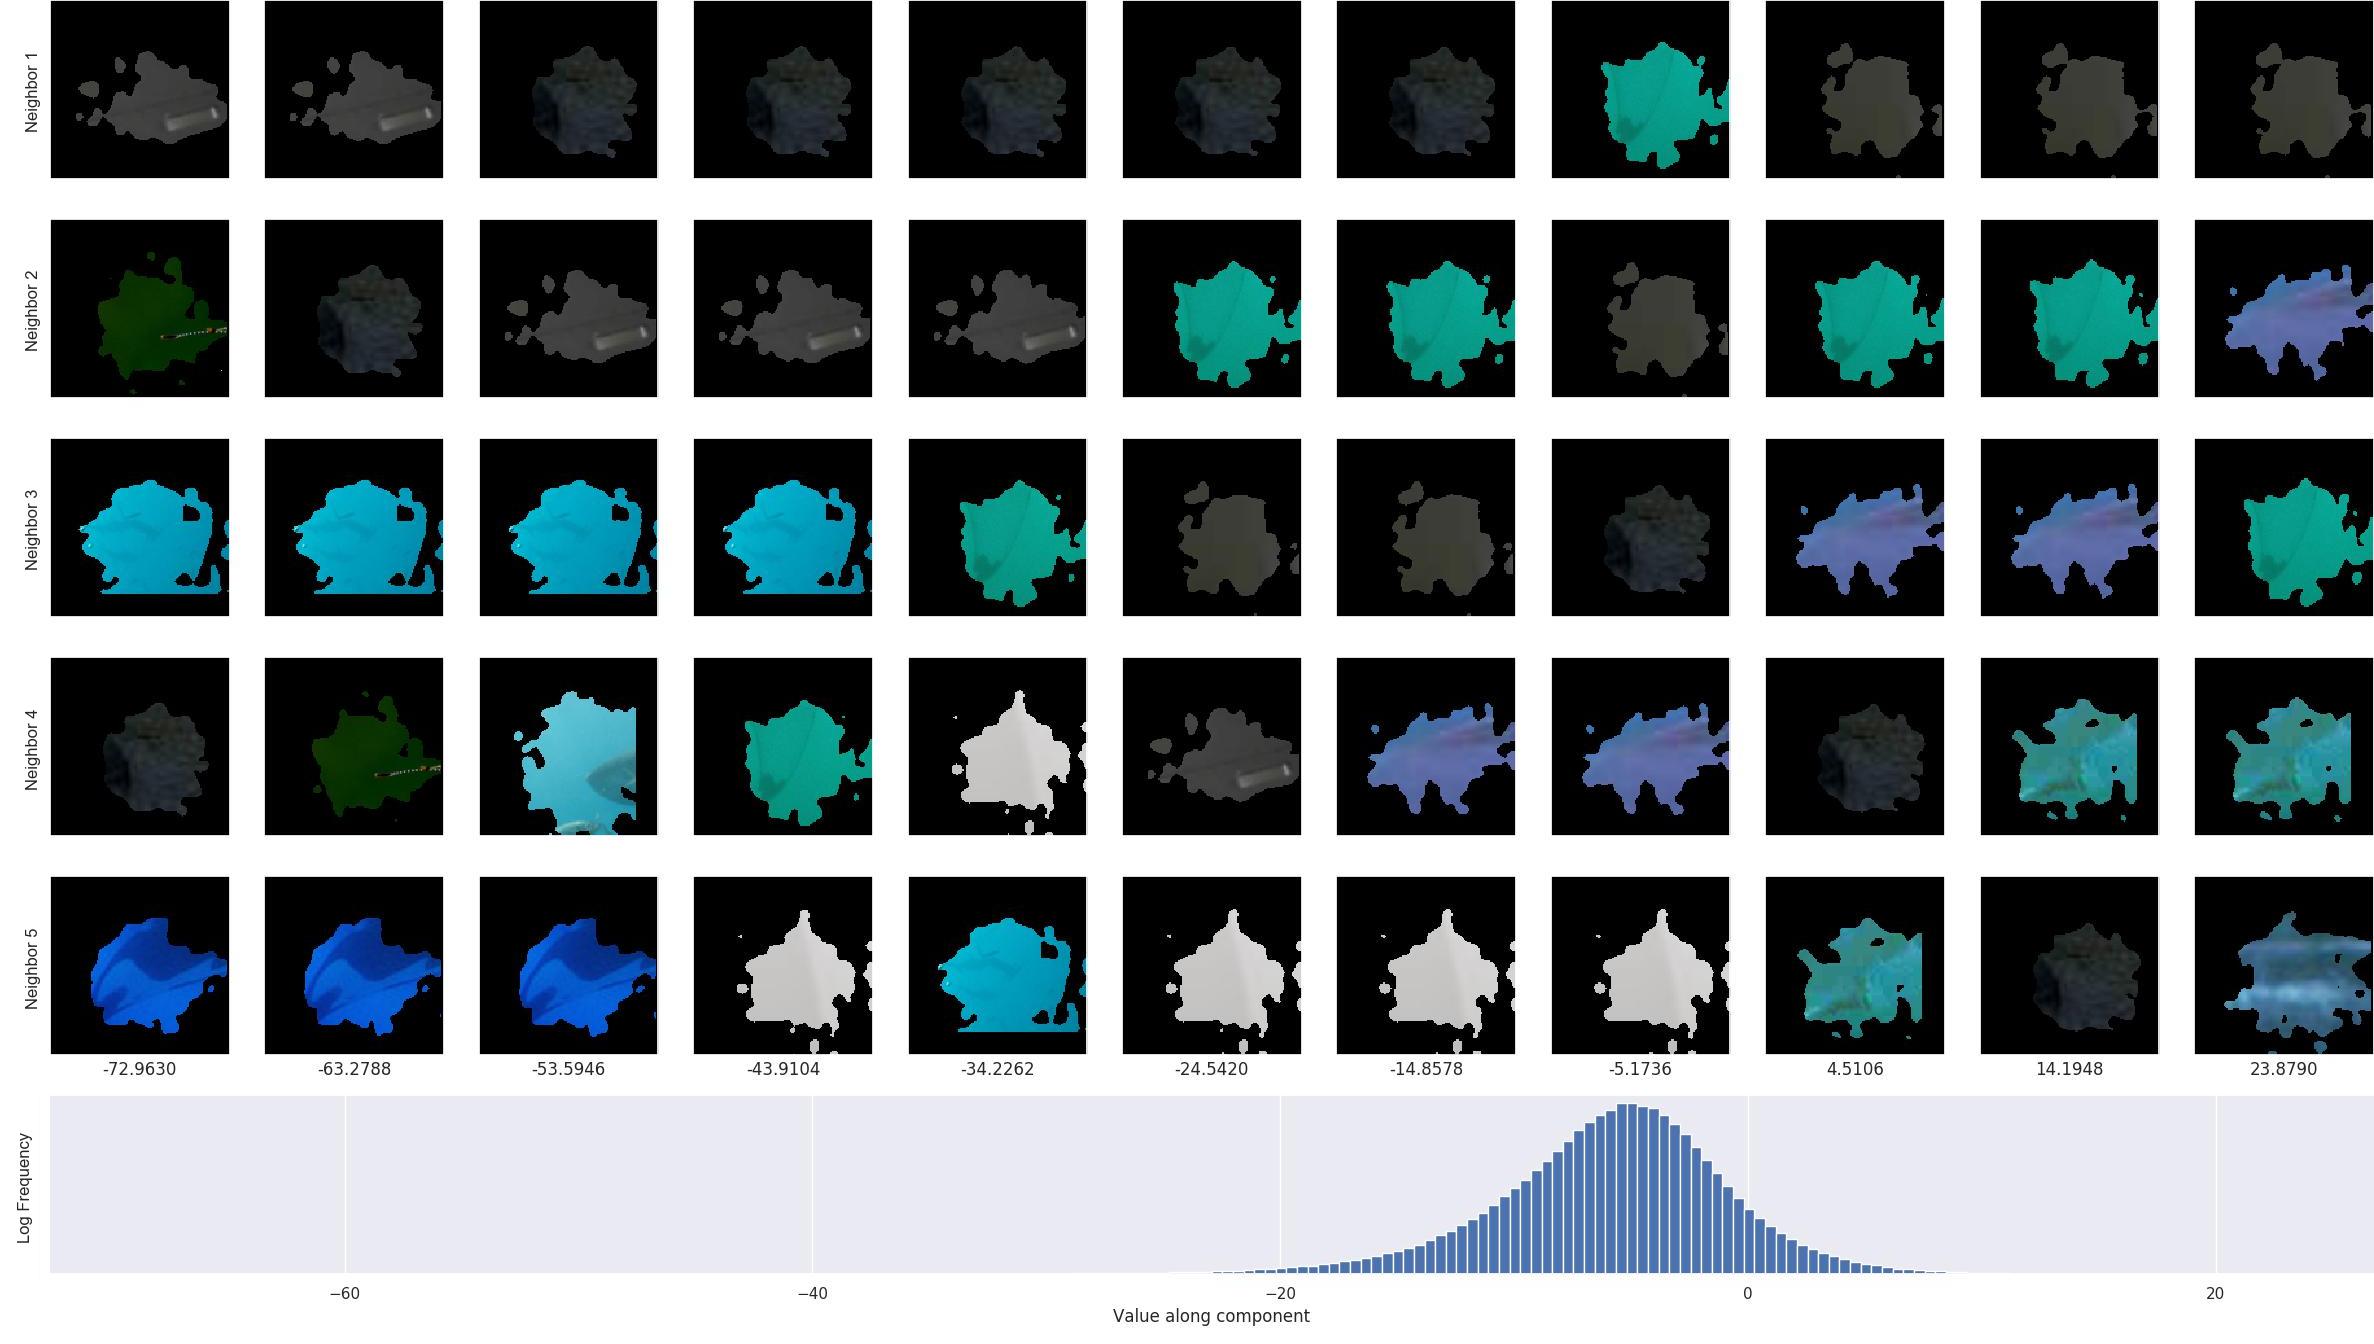 Neighbor 1
Neighbor 2
Neighbor 3
Neighbor 4
Neighbor 5
-72.9630 -63.2788 -53.5946 -43.9104 -34.2262 -24.5420 -14.8578 -5.1736 4.5106 14.1948 23.8790
Log Frequency
−60 −40 −20 0 20
Value along component